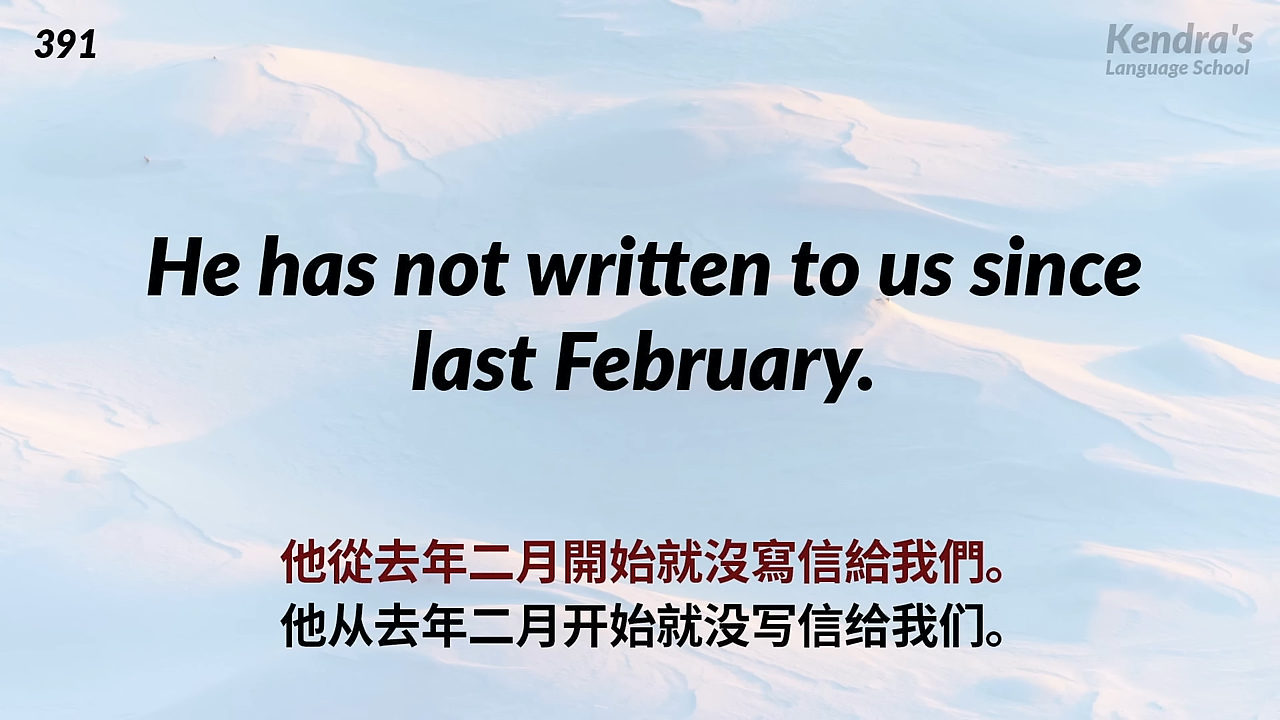 391
Kendra's
Language School
He has not written to us since
last February.
他從去年二月開始就沒寫信給我們。
他从去年二月开始就没写信给我们。